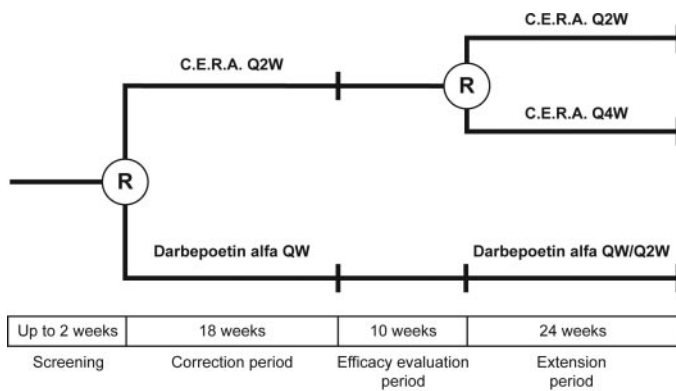 C.E.R.A. Q2W
C.E.R.A. Q2W
R
C.E.R.A. Q4W
R
Darbepoetin alfa QW
Darbepoetin alfa QW/Q2W
Up to 2 weeks
18 weeks
10 weeks
24 weeks
Screening
Correction period
Efficacy evaluation
period
Extension
period